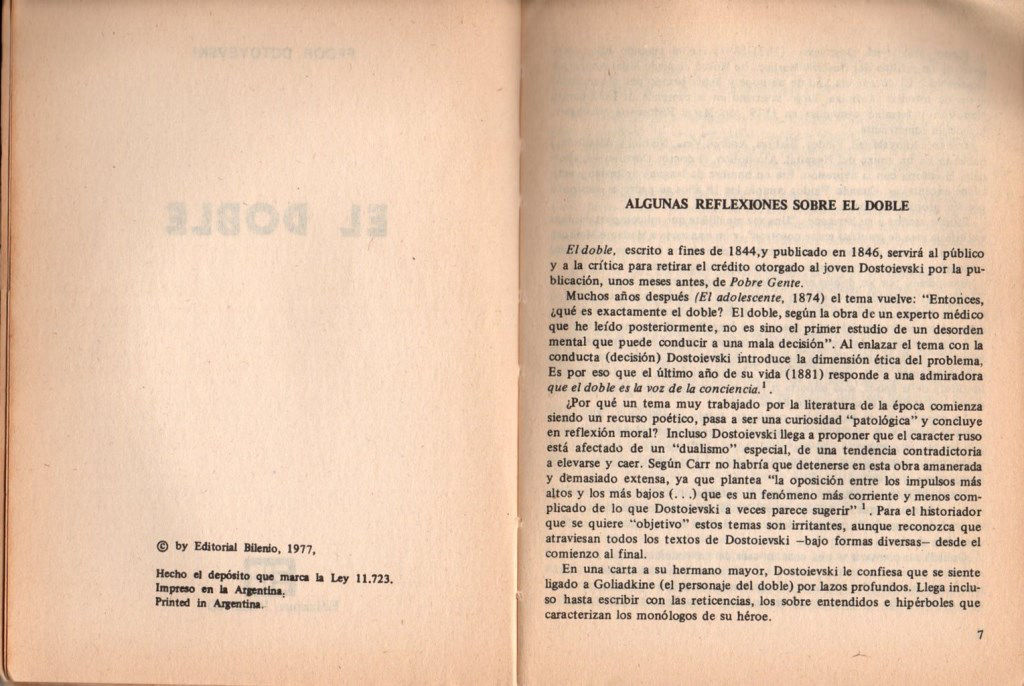 © by Editorial Bilenio, 1977,
Hecho el depósito que marca la Ley 11.723.
Impreso en la Argentina.
Printed in Argentina.
ALGUNAS REFLEXIONES SOBRE EL DOBLE
El doble, escrito a fines de 1844,y publicado en 1846, servirá al público
y a la crítica para retirar el crédito otorgado al joven Dostoievski por la pu-
blicación, unos meses antes, de Pobre Gente.
Muchos años después (El adolescente, 1874) el tema vuelve: "Entonces,
¿qué es exactamente el doble? El doble, según la obra de un experto médico
que he leído posteriormente, no es sino el primer estudio de un desorden
mental que puede conducir a una mala decisión". Al enlazar el tema con la
conducta (decisión) Dostoievski introduce la dimensión ética del problema,
Es por eso que el último año de su vida (1881) responde a una admiradora
que el doble es la voz de la conciencia.¹ .
¿Por qué un tema muy trabajado por la literatura de la época comienza
siendo un recurso poético, pasa a ser una curiosidad "patológica" y concluye
en reflexión moral? Incluso Dostoievski llega a proponer que el caracter ruso
está afectado de un "dualismo" especial, de una tendencia contradictoria
a elevarse y caer. Según Carr no habría que detenerse en esta obra amanerada
y demasiado extensa, ya que plantea "la oposición entre los impulsos más
altos y los más bajos (. . .) que es un fenómeno más corriente y menos com-
plicado de lo que Dostoievski a veces parece sugerir" ¹ . Para el historiador
que se quiere "objetivo" estos temas son irritantes, aunque reconozca que
atraviesan todos los textos de Dostoievski —bajo formas diversas— desde el
comienzo al final.
En una carta a su hermano mayor, Dostoievski le confiesa que se siente
ligado a Goliadkine (el personaje del doble) por lazos profundos. Llega inclu-
so hasta escribir con las reticencias, los sobre entendidos e hipérboles que
caracterizan los monólogos de su héroe.
7